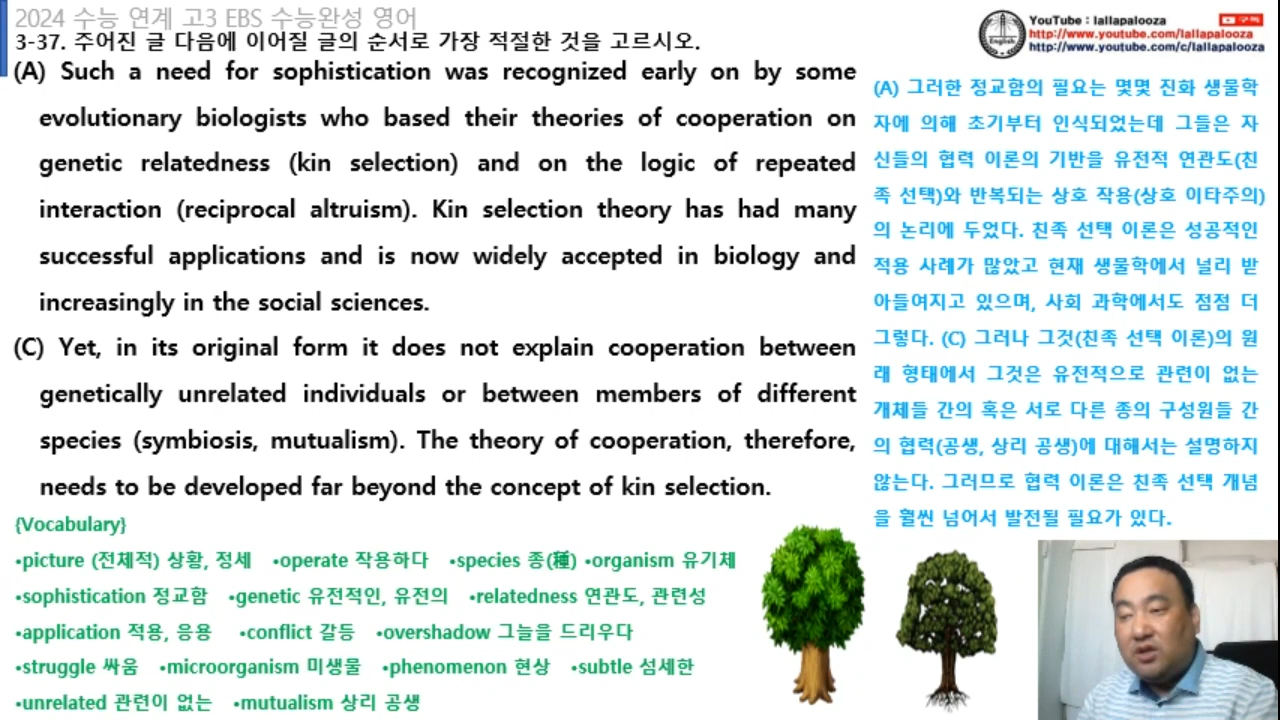 2024 수능 연계 고3 EBS 수능완성 영어
3-37. 주어진 글 다음에 이어질 글의 순서로 가장 적절한 것을 고르시오.
YouTube : lallapalooza
구독
http://www.youtube.com/lallapalooza
http://www.youtube.com/c/lallapalooza
English
(A) Such a need for sophistication was recognized early on by some
evolutionary biologists who based their theories of cooperation on
genetic relatedness (kin selection) and on the logic of repeated
interaction (reciprocal altruism). Kin selection theory has had many
successful applications and is now widely accepted in biology and
increasingly in the social sciences.
(C) Yet, in its original form it does not explain cooperation between
genetically unrelated individuals or between members of different
species (symbiosis, mutualism). The theory of cooperation, therefore,
needs to be developed far beyond the concept of kin selection.
(A) 그러한 정교함의 필요는 몇몇 진화 생물학
자에 의해 초기부터 인식되었는데 그들은 자
신들의 협력 이론의 기반을 유전적 연관도(친
족 선택)와 반복되는 상호 작용(상호 이타주의)
의 논리에 두었다. 친족 선택 이론은 성공적인
적용 사례가 많았고 현재 생물학에서 널리 받
아들여지고 있으며, 사회 과학에서도 점점 더
그렇다. (C) 그러나 그것(친족 선택 이론)의 원
래 형태에서 그것은 유전적으로 관련이 없는
개체들 간의 혹은 서로 다른 종의 구성원들 간
의 협력(공생, 상리 공생)에 대해서는 설명하지
않는다. 그러므로 협력 이론은 친족 선택 개념
을 훨씬 넘어서 발전될 필요가 있다.
{Vocabulary}
•picture (전체적) 상황, 정세 •operate 작용하다 •species 종(種) •organism 유기체
•sophistication 정교함 •genetic 유전적인, 유전의 •relatedness 연관도, 관련성
•application 적용, 응용 •conflict 갈등 •overshadow 그늘을 드리우다
•struggle 싸움 •microorganism 미생물 •phenomenon 현상 •subtle 섬세한
•unrelated 관련이 없는 •mutualism 상리 공생